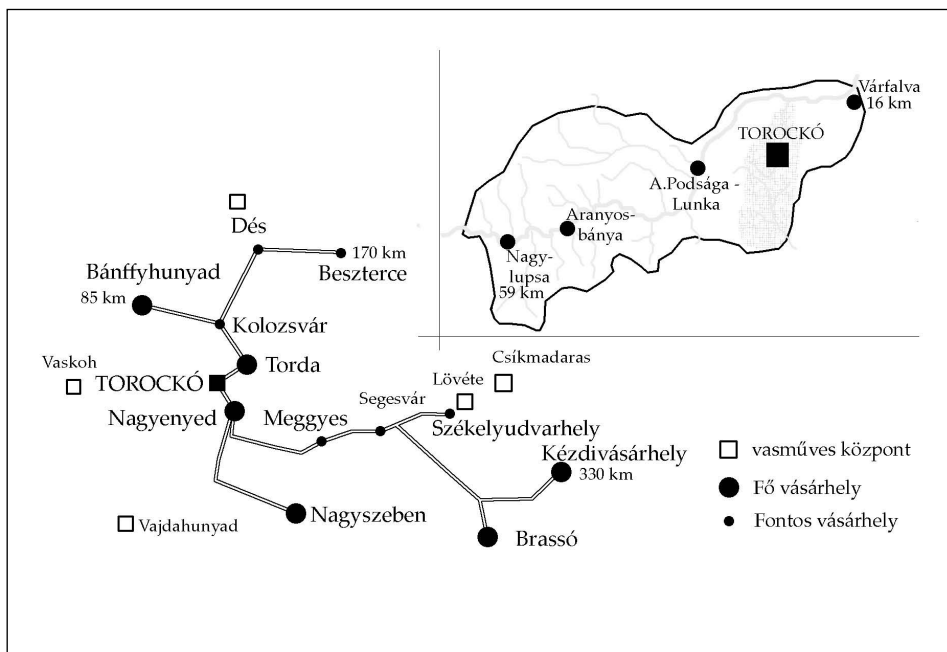 Várfalva
16 km
TOROCKÓ
A.Podsága -
Lunka
Aranyos-
bánya
Nagy-
lupsa
59 km
Dés
170 km
Beszterce
Bánffyhunyad
85 km
Kolozsvár
Torda
Vaskoh
TOROCKÓ
Nagyenyed
Meggyes
Segesvár
Lövéte
Csíkmadaras
Székelyudvarhely
Kézdivásárhely
330 km
Vajdahunyad
Nagyszeben
Brassó
vasműves központ
Fő vásárhely
Fontos vásárhely